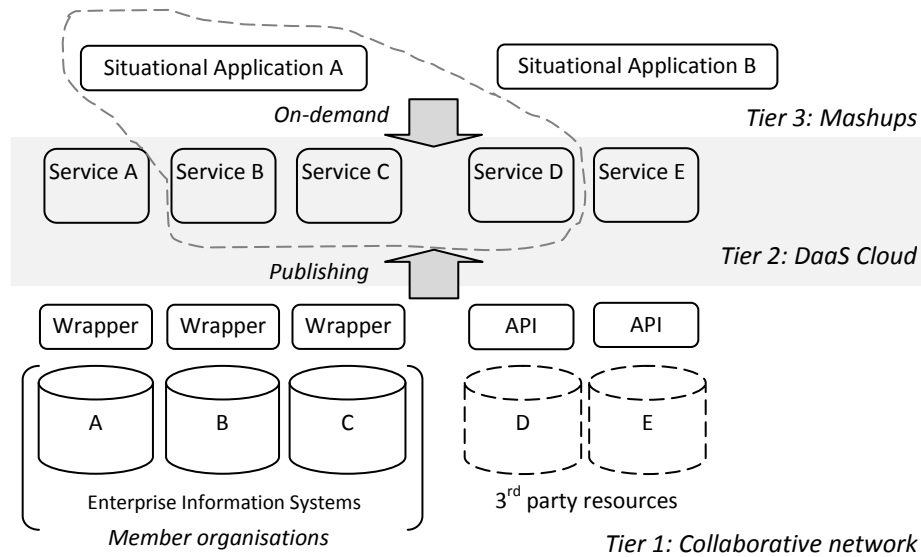 Situational Application A
Situational Application B
On-demand
Tier 3: Mashups
Service A
Service B
Service C
Service D
Service E
Tier 2: DaaS Cloud
Publishing
Wrapper
Wrapper
Wrapper
API
API
A
B
C
D
E
Enterprise Information Systems
3rd party resources
Member organisations
Tier 1: Collaborative network